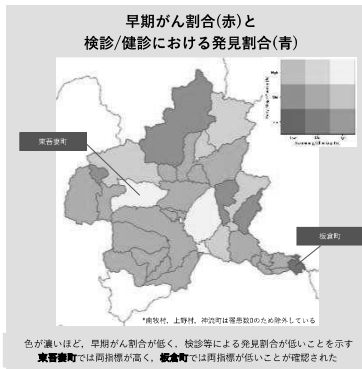 早期がん割合(赤)と
検診/健診における発見割合(青)
東吾妻町
板倉町
*南牧村、上野村、神流町は罹患数0のため除外している
色が濃いほど、早期がん割合が低く、検診等による発見割合が低いことを示す
東吾妻町では両指標が高く、板倉町では両指標が低いことが確認された